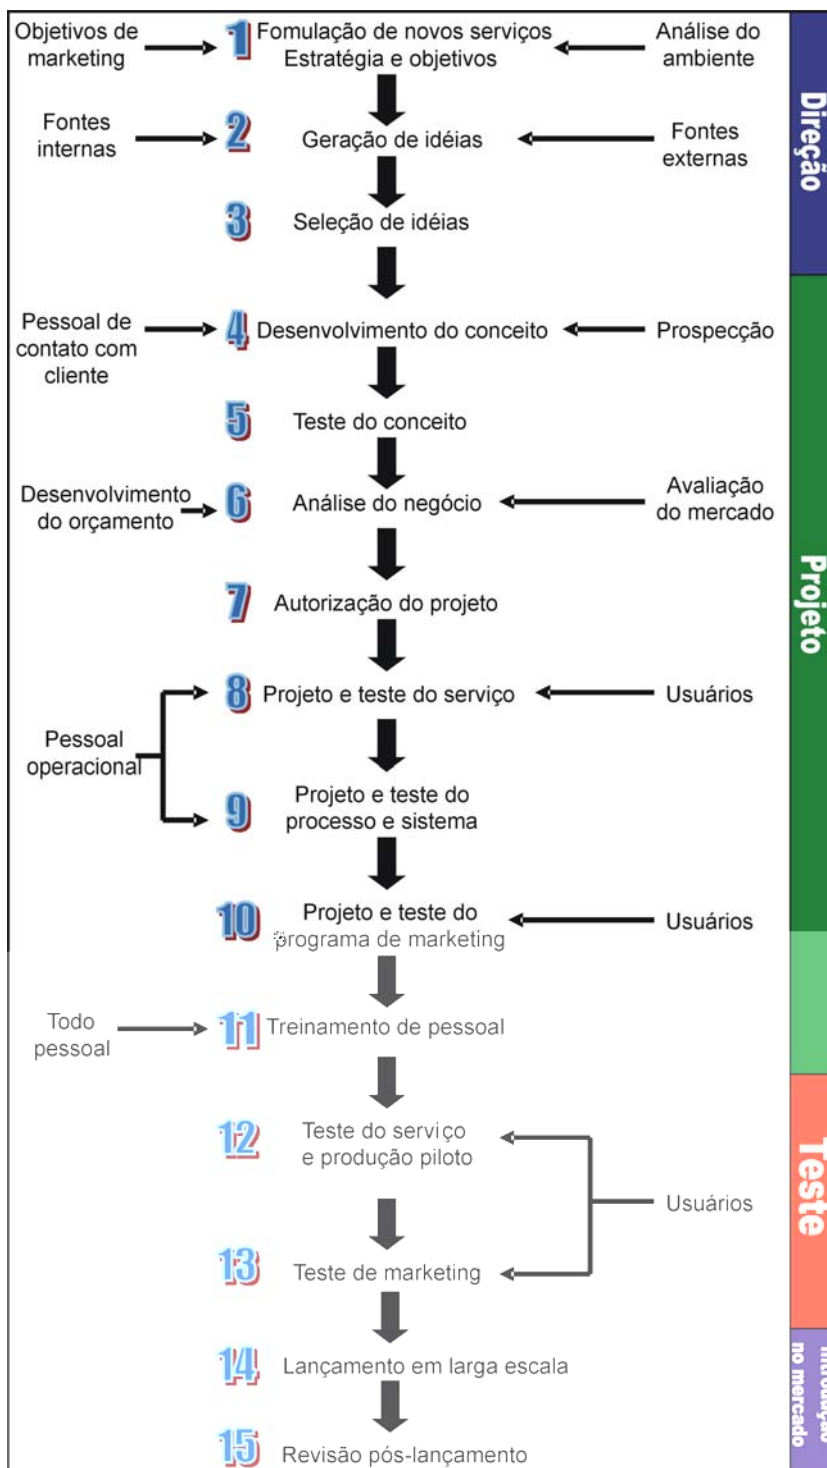 Objetivos de
marketing
1
Fomulação de novos serviços
Estratégia e objetivos
Análise do
ambiente
Fontes
internas
2
Geração de idéias
Fontes
externas
3
Seleção de idéias
Direção
Pessoal de
contato com
cliente
4
Desenvolvimento do conceito
Prospecção
5
Teste do conceito
Desenvolvimento
do orçamento
6
Análise do negócio
Avaliação
do mercado
7
Autorização do projeto
Projeto
8
Projeto e teste do serviço
Usuários
Pessoal
operacional
9
Projeto e teste do
processo e sistema
10
Projeto e teste do
programa de marketing
Usuários
Todo
pessoal
11
Treinamento de pessoal
12
Teste do serviço
e produção piloto
Usuários
13
Teste de marketing
Teste
14
Lançamento em larga escala
15
Revisão pós-lançamento
Introdução
no mercado